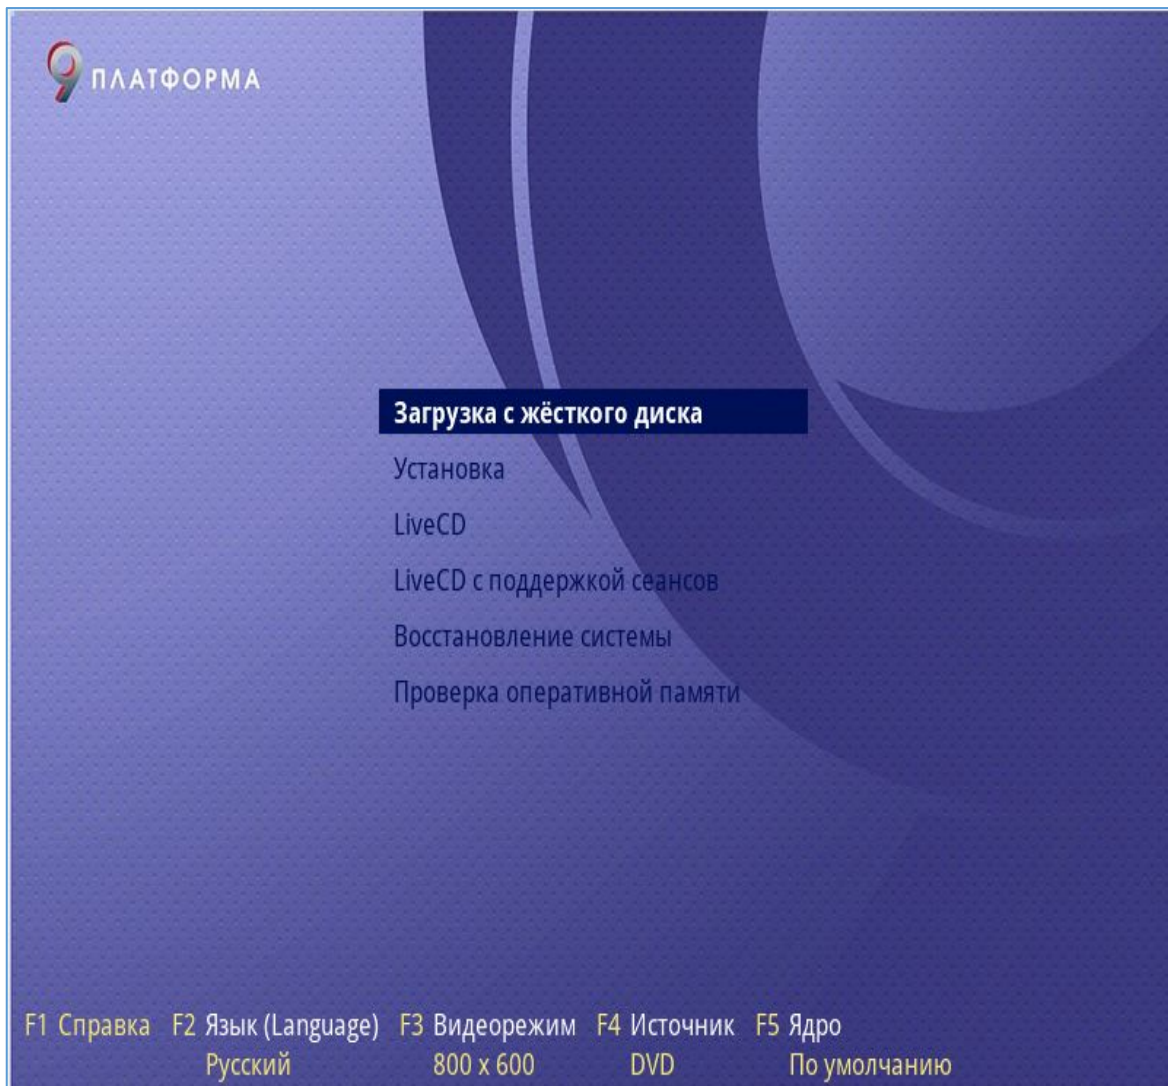 9 ПЛАТФОРМА
Загрузка с жёсткого диска
Установка
LiveCD
LiveCD с поддержкой сеансов
Восстановление системы
Проверка оперативной памяти
F1 Справка F2 Язык (Language) F3 Видеорежим F4 Источник F5 Ядро
Русский 800 x 600 DVD По умолчанию